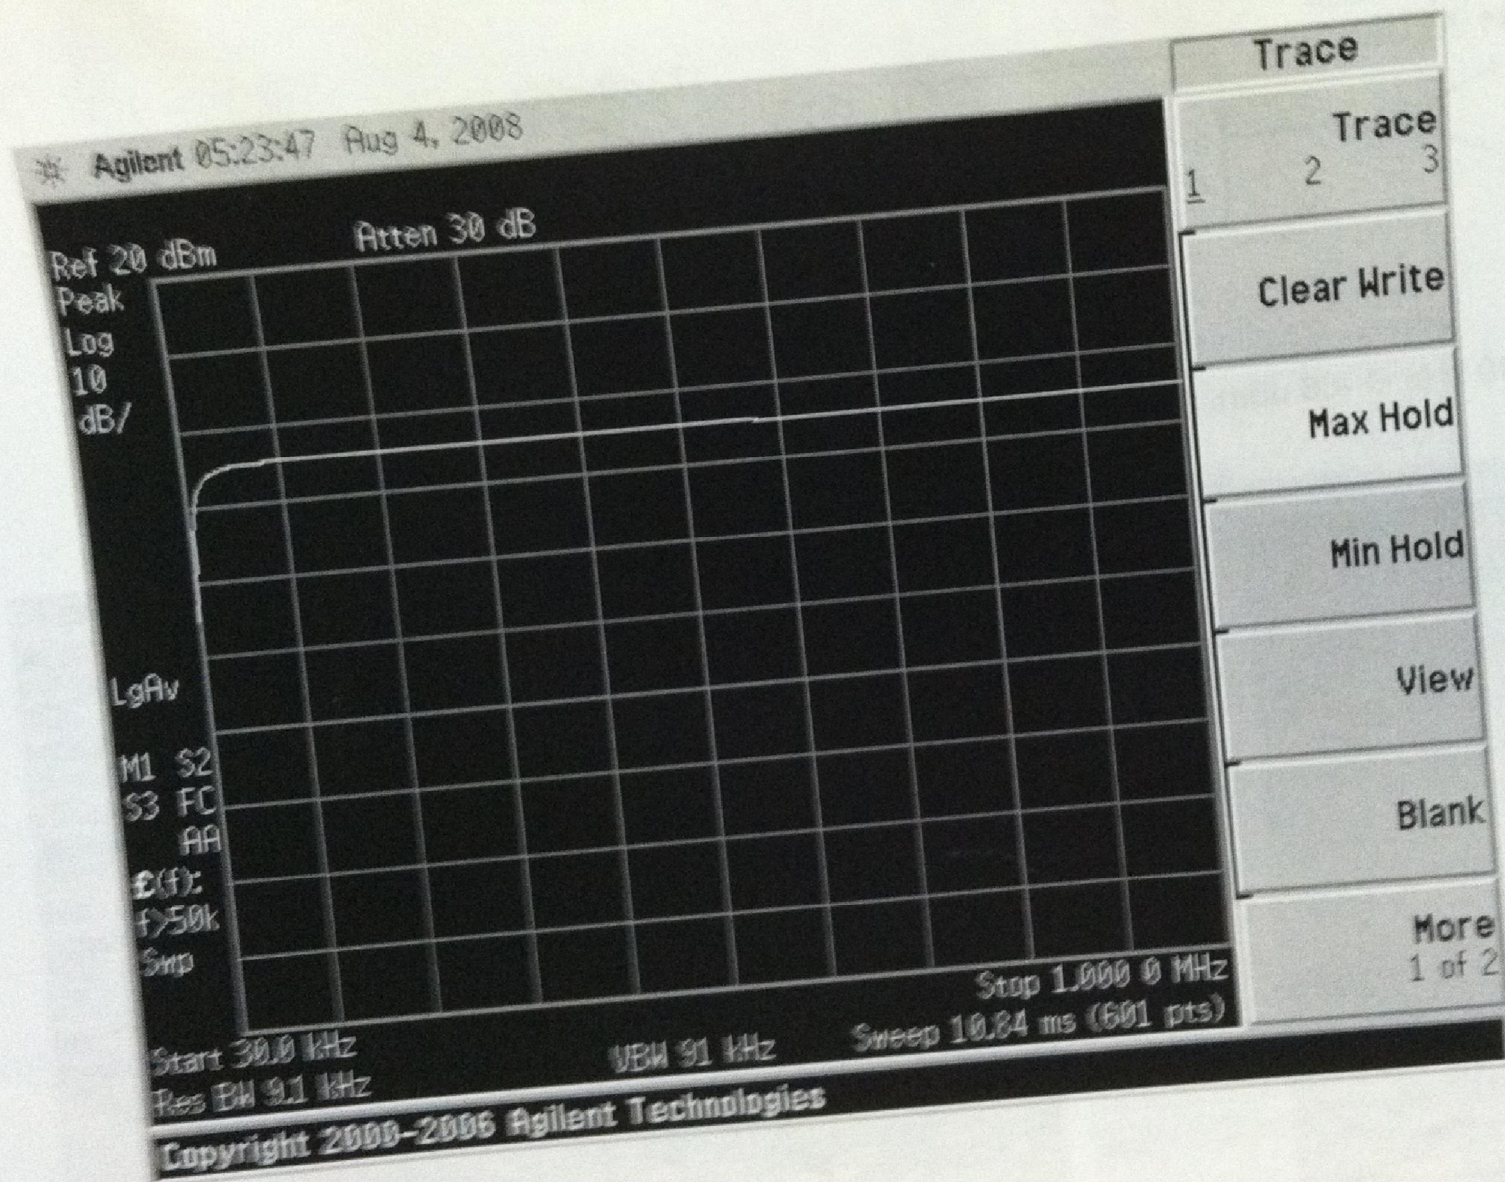 Agilent 05:23:47 Aug 4, 2008
Ref 20 dBm
Atten 30 dB
Peak
Log
10
dB/
LgAv
M1 S2
S3 FC
AA
£(f):
f>50k
Swp
Start 30.0 kHz
Stop 1.000 0 MHz
Res BW 9.1 kHz
VBW 91 kHz
Sweep 10.84 ms (601 pts)
Copyright 2000-2006 Agilent Technologies
Trace
Trace
1 2 3
Clear Write
Max Hold
Min Hold
View
Blank
More
1 of 2